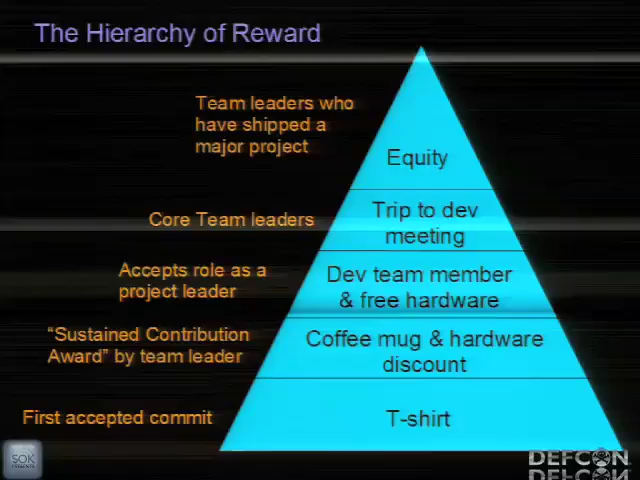 The Hierarchy of Reward
Team leaders who
have shipped a
major project
Equity
Core Team leaders
Trip to dev
meeting
Accepts role as a
project leader
Dev team member
& free hardware
“Sustained Contribution
Award” by team leader
Coffee mug & hardware
discount
First accepted commit
T-shirt
SOK
DEFCON